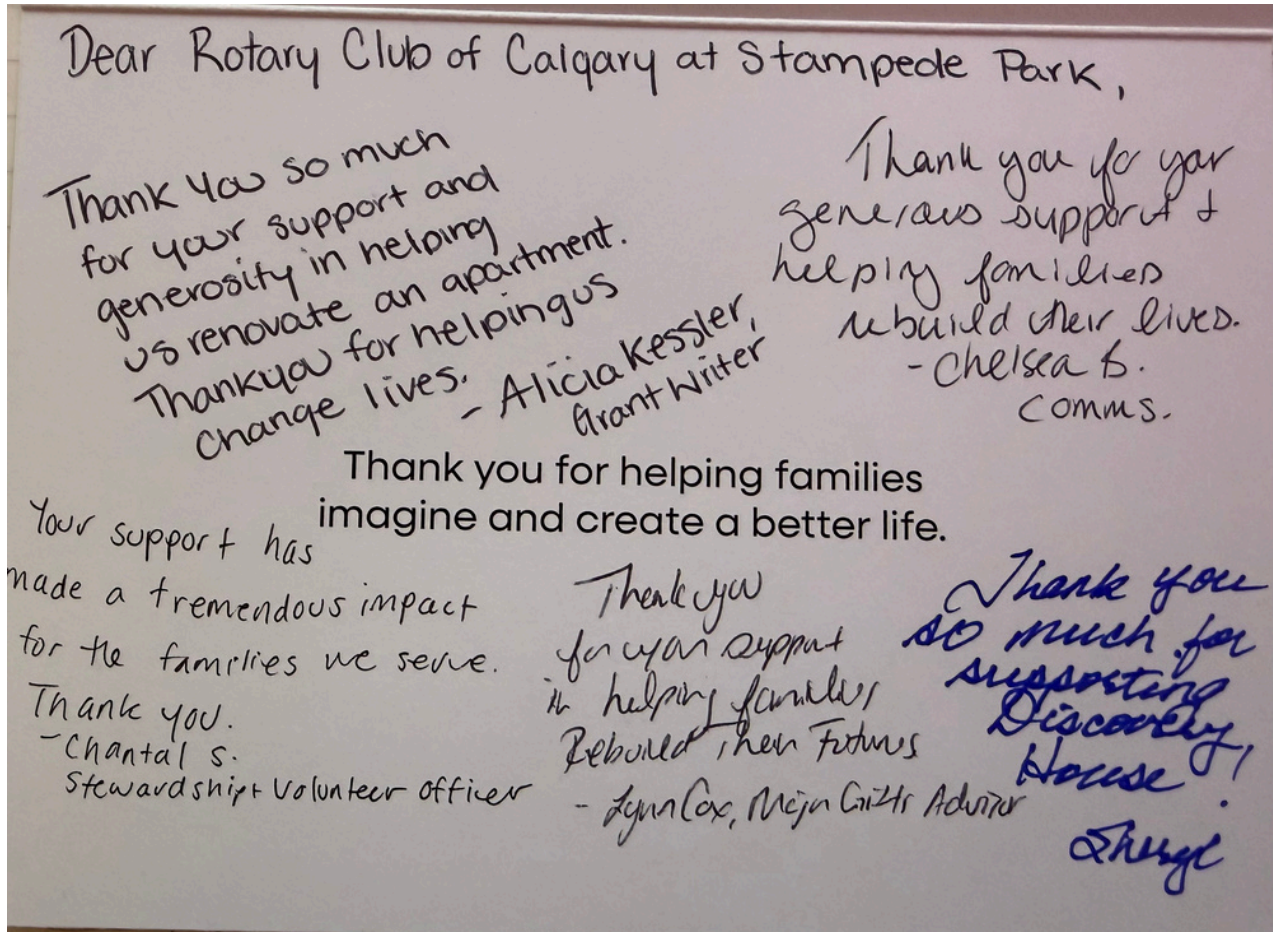 Dear Rotary Club of Calgary at Stampede Park,
Thank you so much
for your support and
generosity in helping
us renovate an apartment.
Thankyou for helping us
change lives.
- Alicia Kessler,
Grant Writer
Thank you fo your
generous support &
helping families
rebuild their lives.
- Chelsea B.
Comms.
Thank you for helping families
imagine and create a better life.
Your support has
made a tremendous impact
for the families we serve.
Thank you.
- Chantal S.
Stewardship + Volunteer Officer
Thank you
for your support
in helping families
Rebuild Their Futures
- Lynn Cox, Major Gifts Advisor
Thank you
so much for
supporting
Discovery
House!
Sheryl